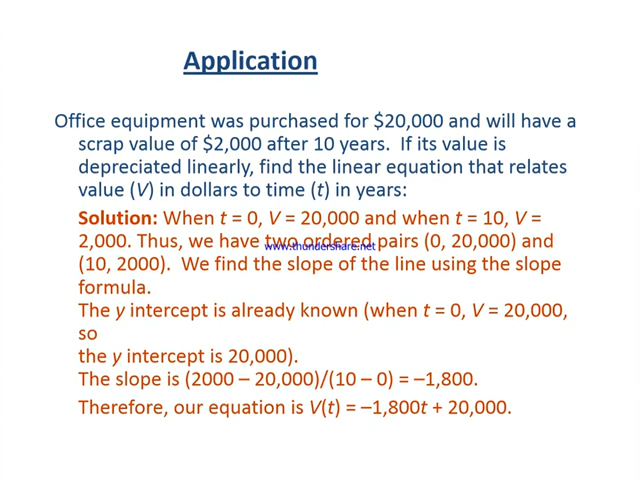 Application
Office equipment was purchased for $20,000 and will have a
scrap value of $2,000 after 10 years. If its value is
depreciated linearly, find the linear equation that relates
value (V) in dollars to time (t) in years:
Solution: When t = 0, V = 20,000 and when t = 10, V =
2,000. Thus, we have two ordered pairs (0, 20,000) and
www.thundershare.net
(10, 2000). We find the slope of the line using the slope
formula.
The y intercept is already known (when t = 0, V = 20,000,
so
the y intercept is 20,000).
The slope is (2000 – 20,000)/(10 – 0) = –1,800.
Therefore, our equation is V(t) = –1,800t + 20,000.